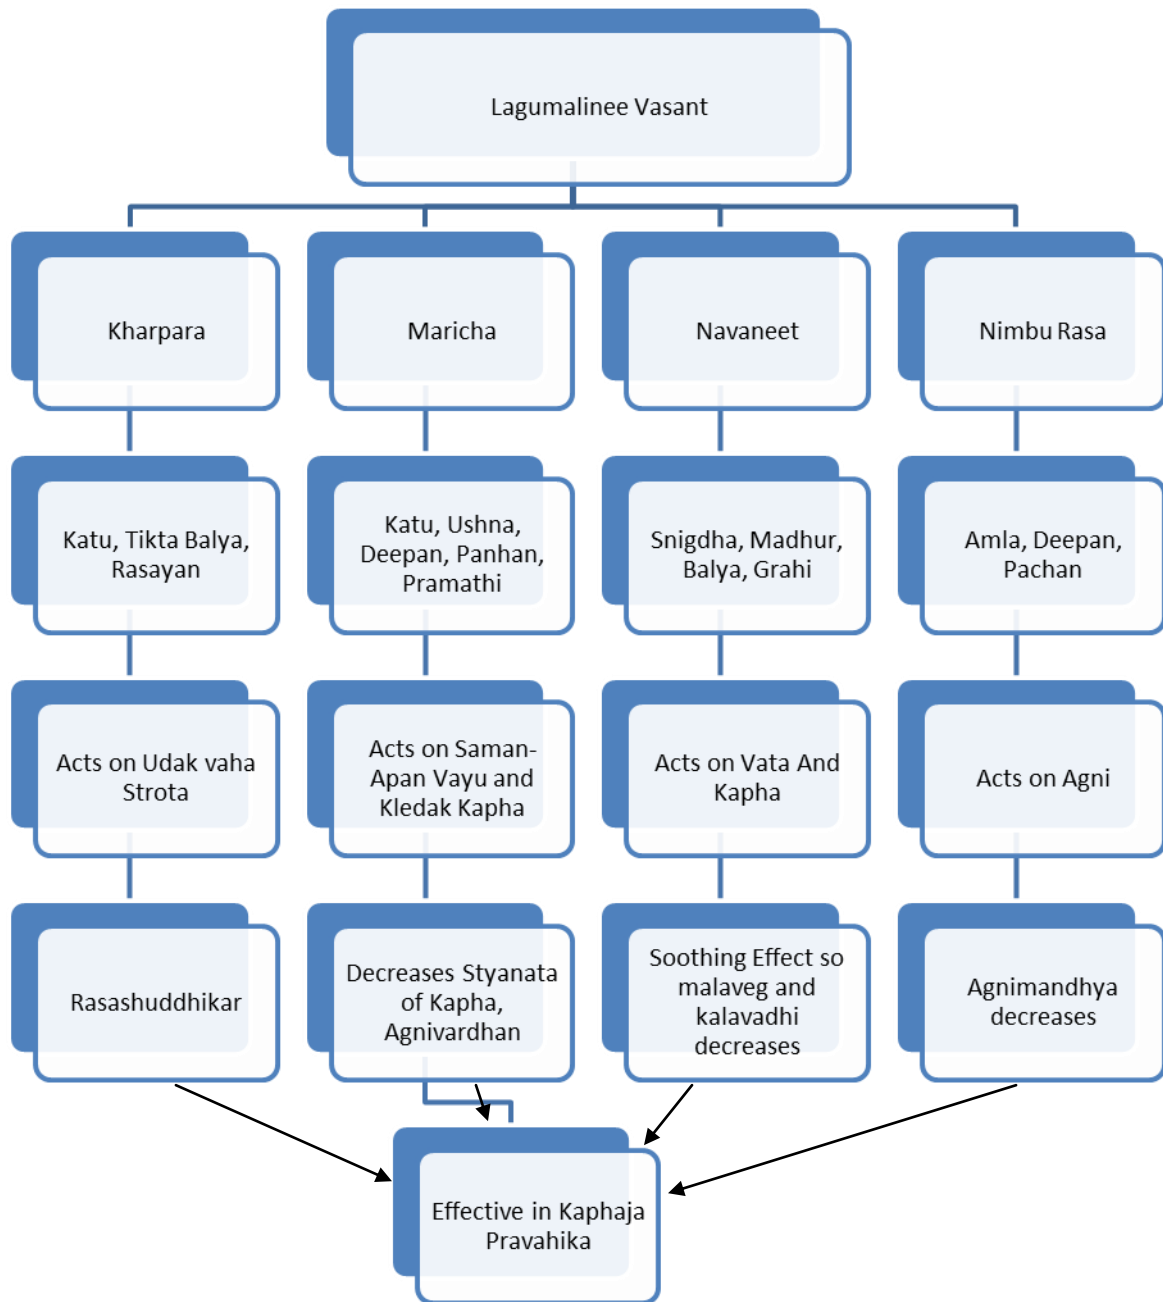 Lagumalinee Vasant
Kharpara
Maricha
Navaneet
Nimbu Rasa
Katu, Tikta Balya,
Rasayan
Katu, Ushna,
Deepan, Panhan,
Pramathi
Snigdha, Madhur,
Balya, Grahi
Amla, Deepan,
Pachan
Acts on Udak vaha
Strota
Acts on Saman-
Apan Vayu and
Kledak Kapha
Acts on Vata And
Kapha
Acts on Agni
Rasashuddhikar
Decreases Styanata
of Kapha,
Agnivardhan
Soothing Effect so
malaveg and
kalavadhi
decreases
Agnimandhya
decreases
Effective in Kaphaja
Pravahika